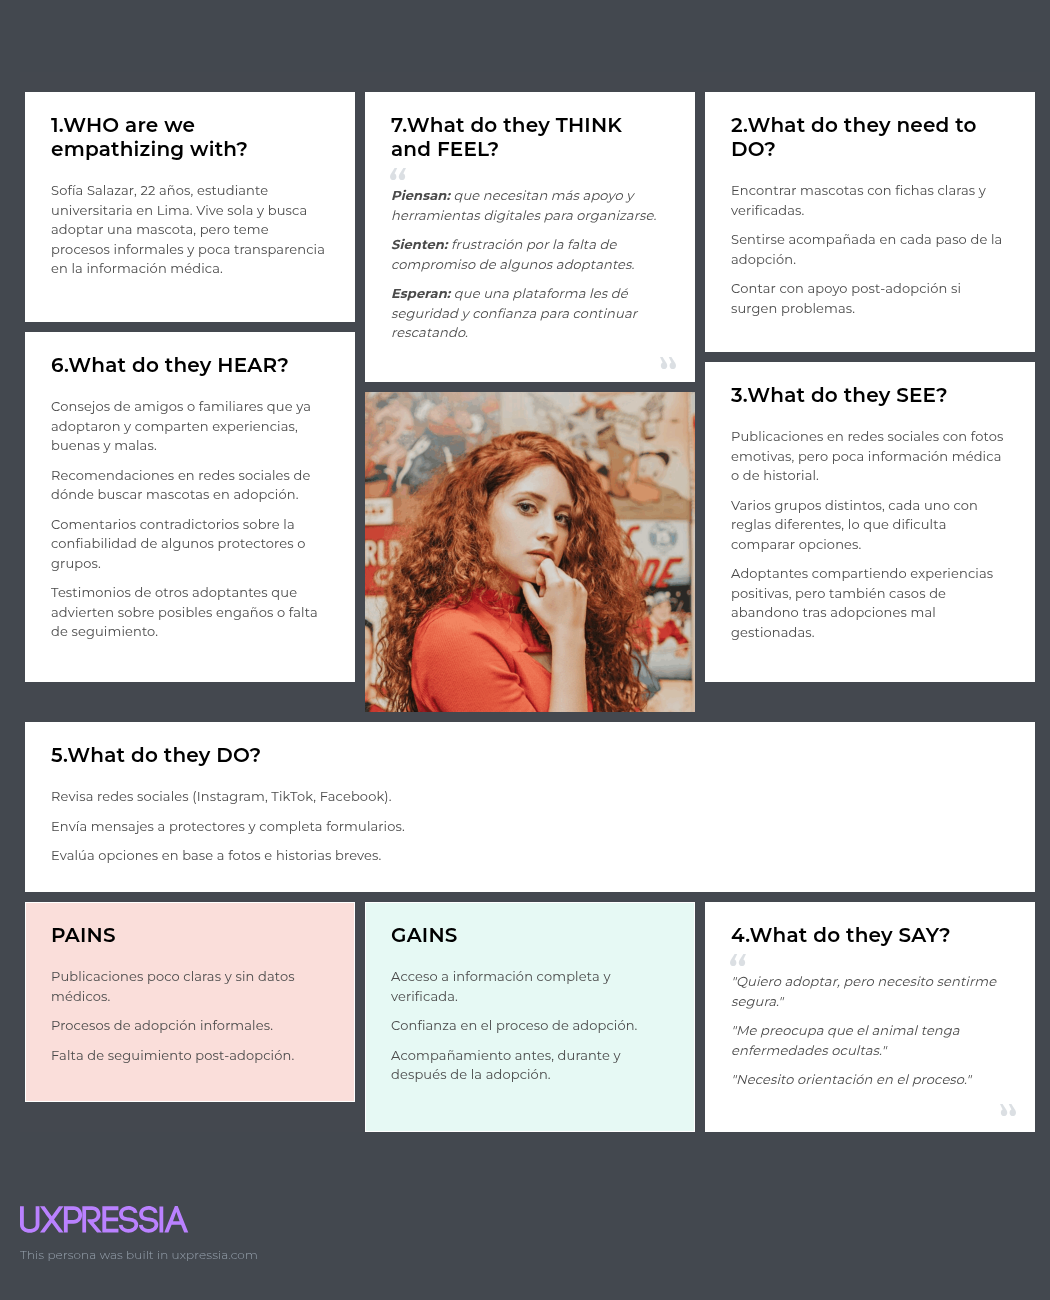 1.WHO are we
empathizing with?
Sofía Salazar, 22 años, estudiante
universitaria en Lima. Vive sola y busca
adoptar una mascota, pero teme
procesos informales y poca transparencia
en la información médica.
7.What do they THINK
and FEEL?
“
Piensan: que necesitan más apoyo y
herramientas digitales para organizarse.
Sienten: frustración por la falta de
compromiso de algunos adoptantes.
Esperan: que una plataforma les dé
seguridad y confianza para continuar
rescatando.
”
2.What do they need to
DO?
Encontrar mascotas con fichas claras y
verificadas.
Sentirse acompañada en cada paso de la
adopción.
Contar con apoyo post-adopción si
surgen problemas.
6.What do they HEAR?
Consejos de amigos o familiares que ya
adoptaron y comparten experiencias,
buenas y malas.
Recomendaciones en redes sociales de
dónde buscar mascotas en adopción.
Comentarios contradictorios sobre la
confiabilidad de algunos protectores o
grupos.
Testimonios de otros adoptantes que
advierten sobre posibles engaños o falta
de seguimiento.
3.What do they SEE?
Publicaciones en redes sociales con fotos
emotivas, pero poca información médica
o de historial.
Varios grupos distintos, cada uno con
reglas diferentes, lo que dificulta
comparar opciones.
Adoptantes compartiendo experiencias
positivas, pero también casos de
abandono tras adopciones mal
gestionadas.
5.What do they DO?
Revisa redes sociales (Instagram, TikTok, Facebook).
Envía mensajes a protectores y completa formularios.
Evalúa opciones en base a fotos e historias breves.
PAINS
Publicaciones poco claras y sin datos
médicos.
Procesos de adopción informales.
Falta de seguimiento post-adopción.
GAINS
Acceso a información completa y
verificada.
Confianza en el proceso de adopción.
Acompañamiento antes, durante y
después de la adopción.
4.What do they SAY?
“
"Quiero adoptar, pero necesito sentirme
segura."
"Me preocupa que el animal tenga
enfermedades ocultas."
"Necesito orientación en el proceso."
”
UXPRESSIA
This persona was built in uxpressia.com